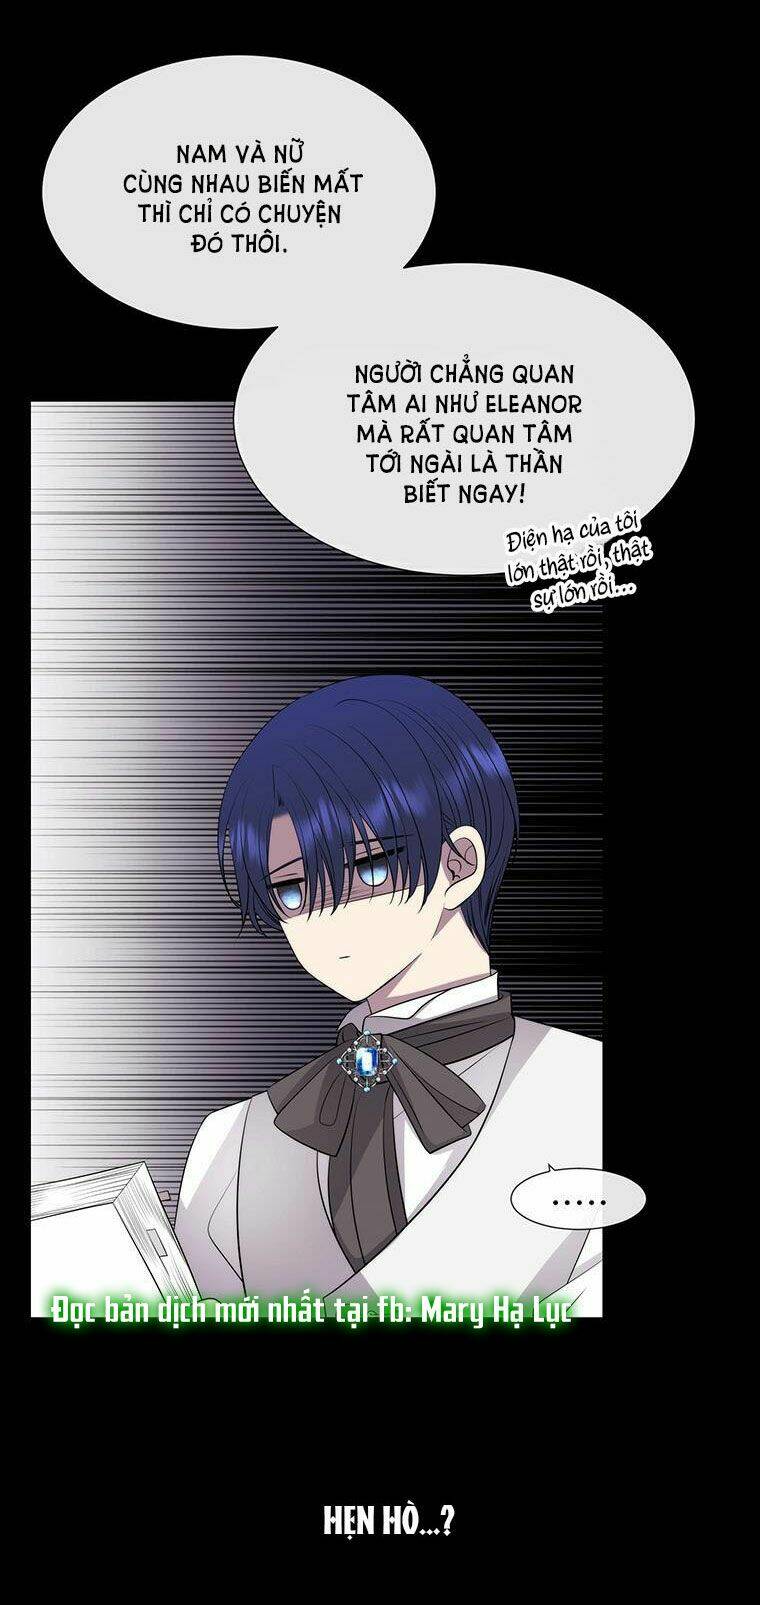 NAM VÀ NỮ
CÙNG NHAU BIẾN MẤT
THÌ CHỈ CÓ CHUYỆN
ĐÓ THÔI.
NGƯỜI CHẲNG QUAN
TÂM AI NHƯ ELEANOR
MÀ RẤT QUAN TÂM
TỚI NGÀI LÀ THẦN
BIẾT NGAY!
Điện hạ của tôi
lớn thật rồi, thật
sự lớn rồi...
.....
Đọc bản dịch mới nhất tại fb: Mary Hạ Lục
HẸN HÒ...?